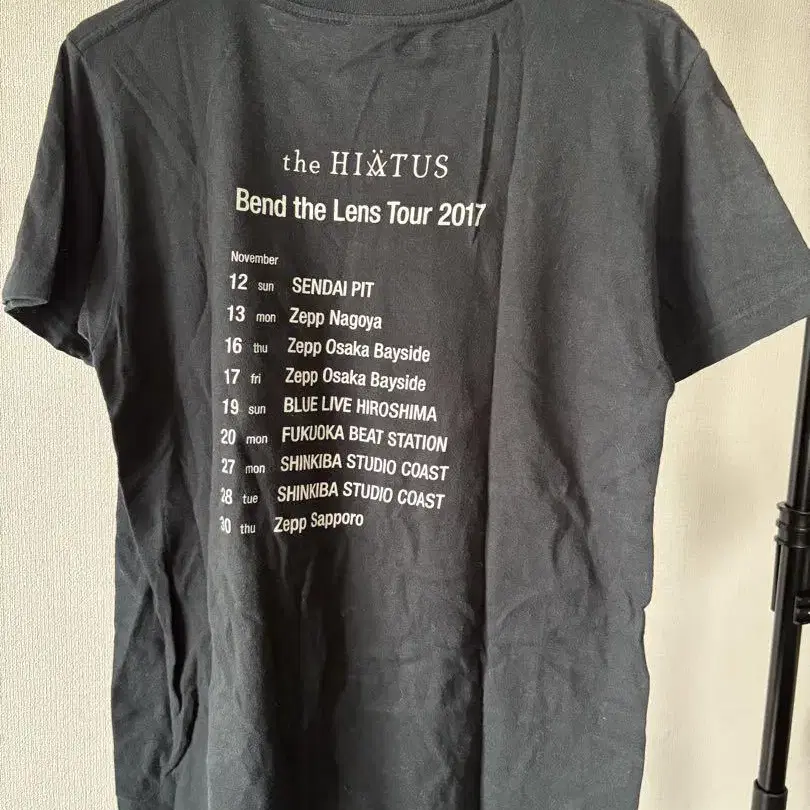 the HIÄTUS
Bend the Lens Tour 2017
November
12 sun SENDAI PIT
13 mon Zepp Nagoya
16 thu Zepp Osaka Bayside
17 fri Zepp Osaka Bayside
19 sun BLUE LIVE HIROSHIMA
20 mon FUKUOKA BEAT STATION
27 mon SHINKIBA STUDIO COAST
28 tue SHINKIBA STUDIO COAST
30 thu Zepp Sapporo